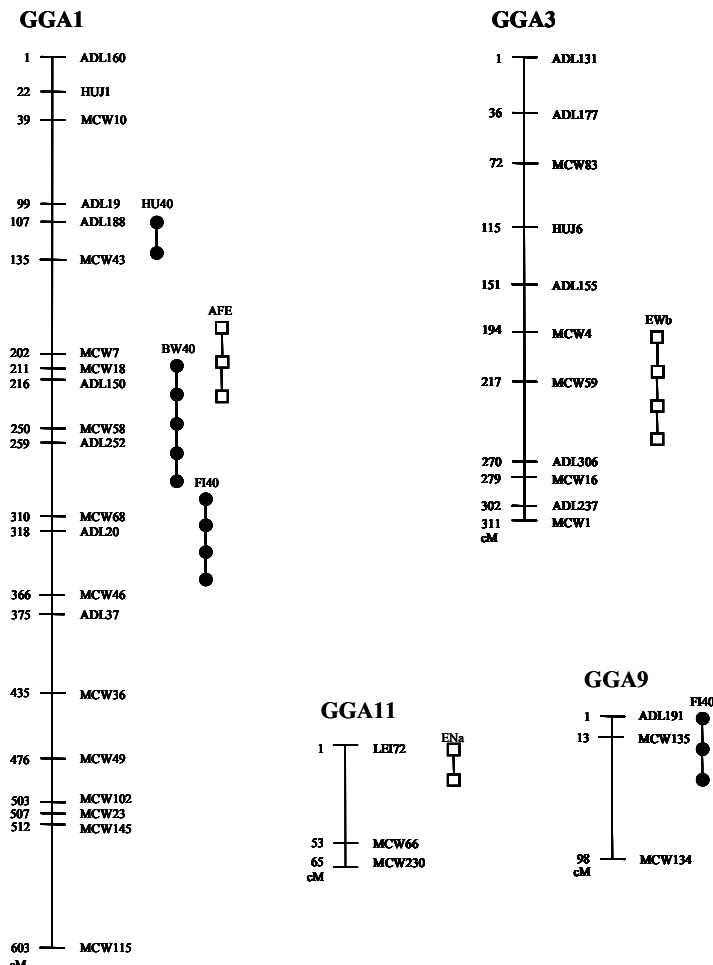 GGA1
1 ADL160
22 HUJ1
39 MCW10
99 ADL19 HU40
107 ADL188
135 MCW43
AFE
BW40
202 MCW7
211 MCW18
216 ADL150
250 MCW58
259 ADL252
FI40
310 MCW68
318 ADL20
366 MCW46
375 ADL37
435 MCW36
476 MCW49
503 MCW102
507 MCW23
512 MCW145
603 MCW115
cM
GGA3
1 ADL131
36 ADL177
72 MCW83
115 HUJ6
151 ADL155
EWb
194 MCW4
217 MCW59
270 ADL306
279 MCW16
302 ADL237
311 MCW1
cM
GGA11
ENa
1 LEI72
53 MCW66
65 MCW230
cM
GGA9
FI40
1 ADL191
13 MCW135
98 MCW134
cM